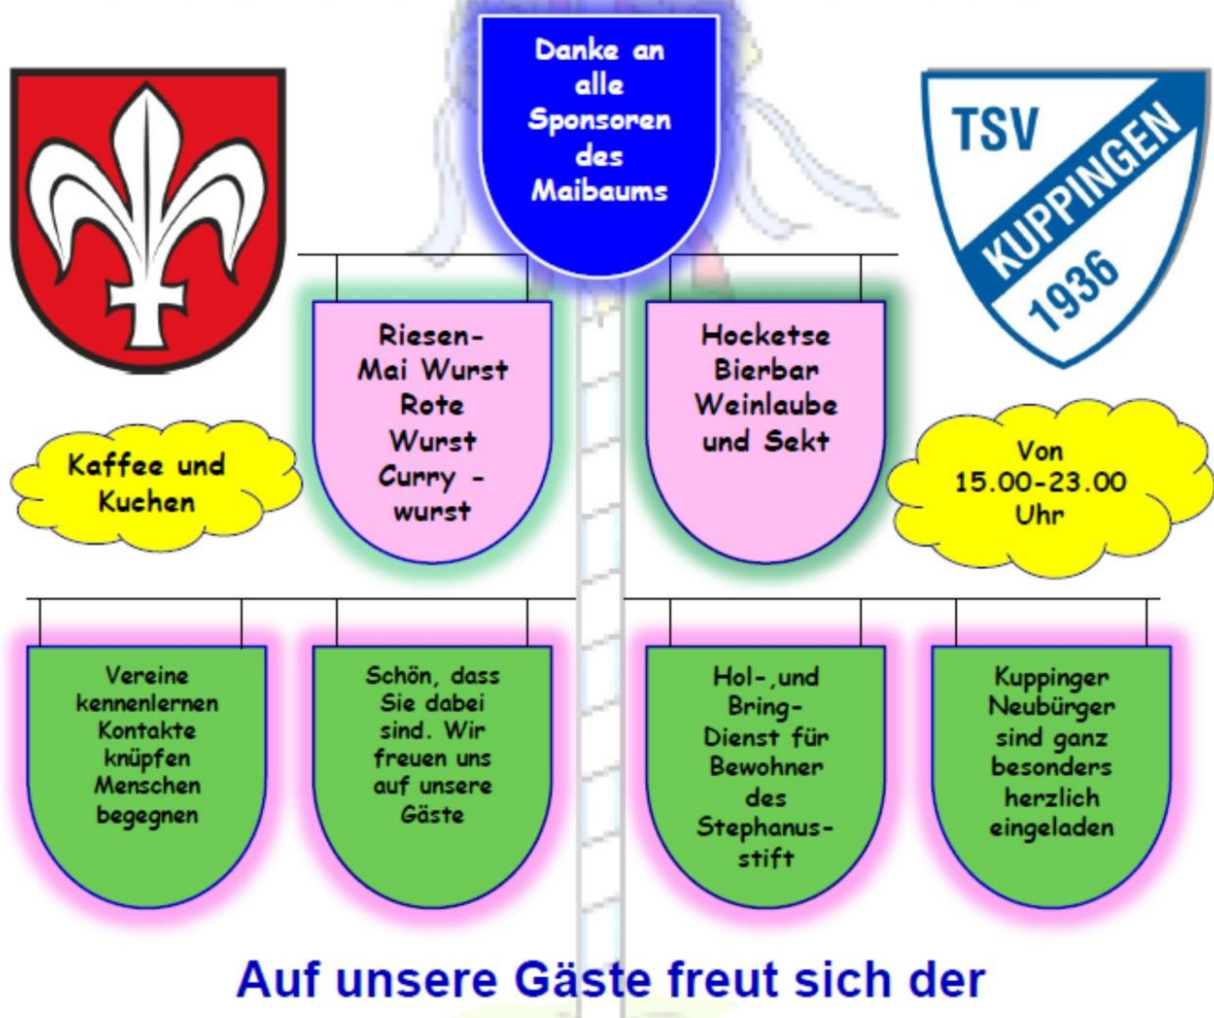 Danke an
alle
Sponsoren
des
Maibaums
TSV
KUPPINGEN
1936
Riesen-
Mai Wurst
Rote
Wurst
Curry -
wurst
Hocketse
Bierbar
Weinlaube
und Sekt
Kaffee und
Kuchen
Von
15.00-23.00
Uhr
Vereine
kennenlernen
Kontakte
knüpfen
Menschen
begegnen
Schön, dass
Sie dabei
sind. Wir
freuen uns
auf unsere
Gäste
Hol-,und
Bring-
Dienst für
Bewohner
des
Stephanus-
stift
Kuppinger
Neubürger
sind ganz
besonders
herzlich
eingeladen
Auf unsere Gäste freut sich der